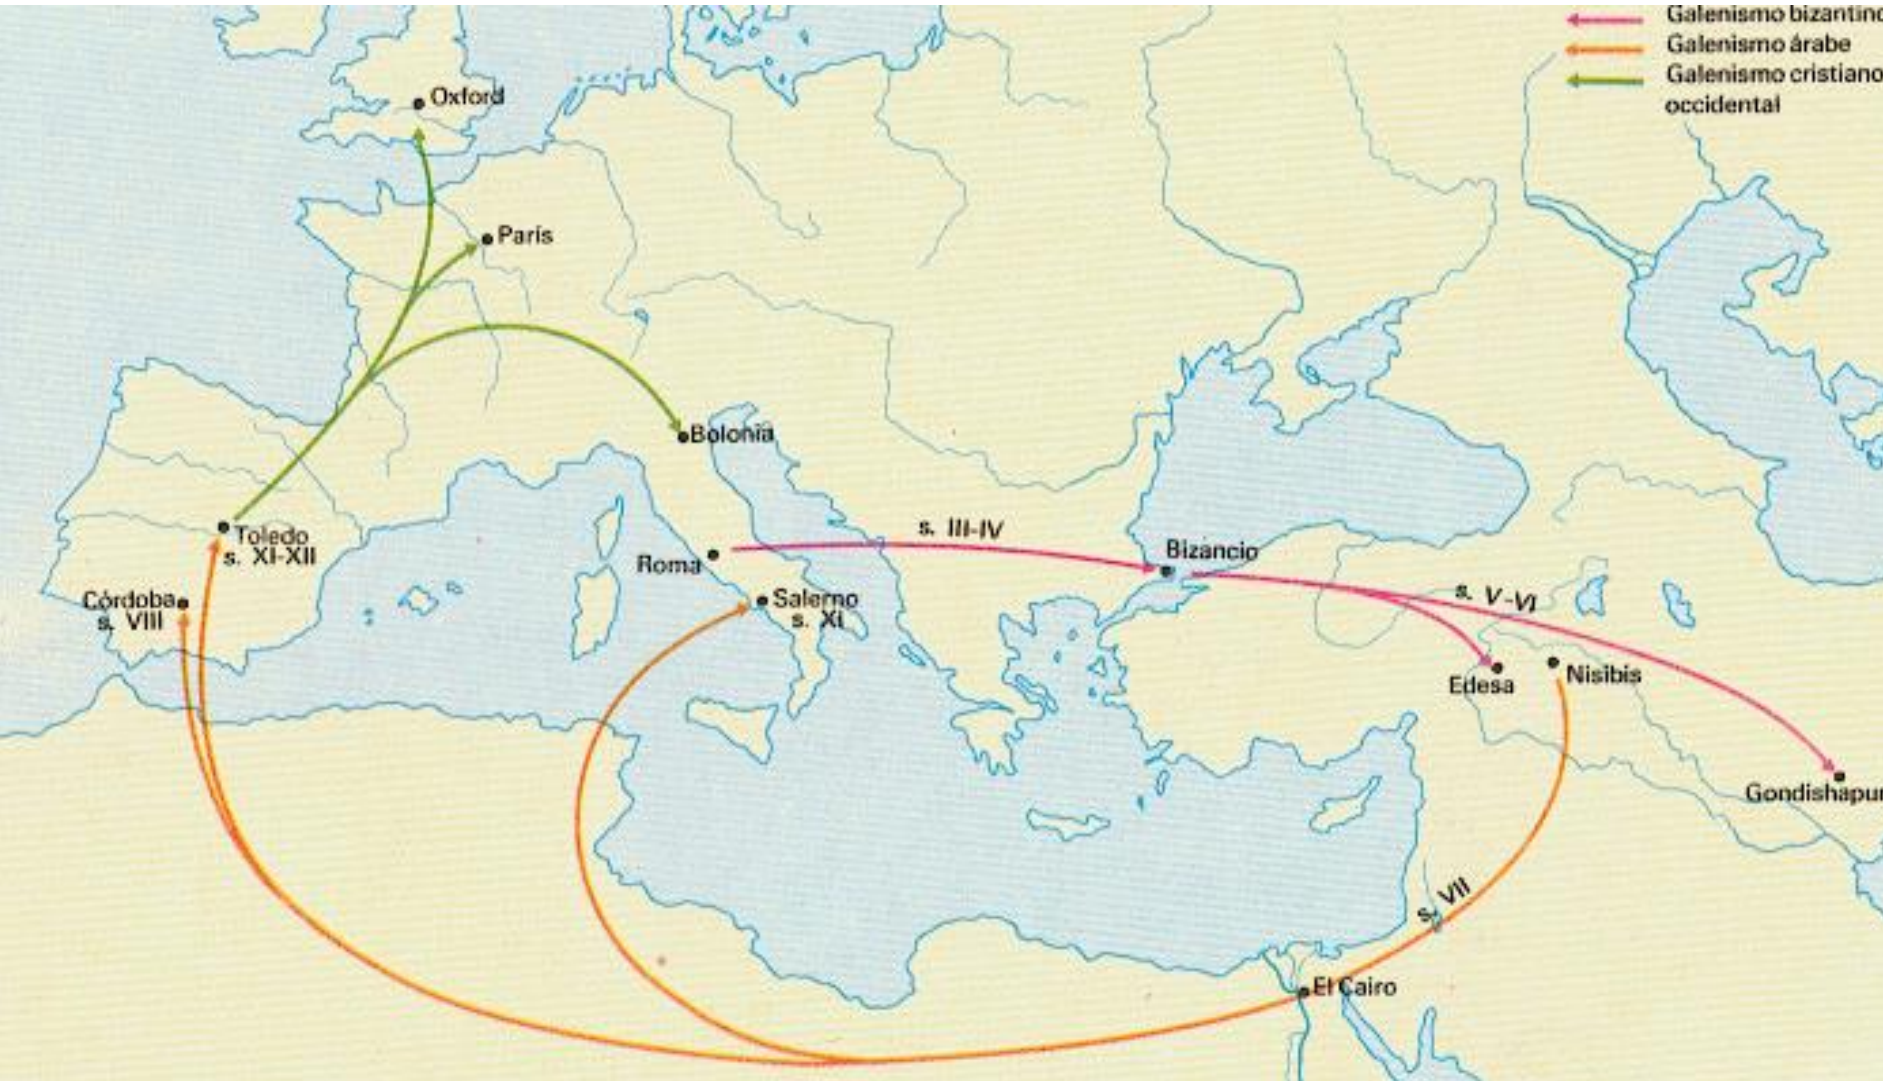 Galenismo bizantino
Galenismo árabe
Galenismo cristiano
occidental
Oxford
París
Bolonia
Toledo
s. XI-XII
s. III-IV
Roma
Bizancio
Córdoba
s. VIII
Salerno
s. XI
s. V-VI
Edesa
Nisibis
Gondishapur
s. VII
El Cairo